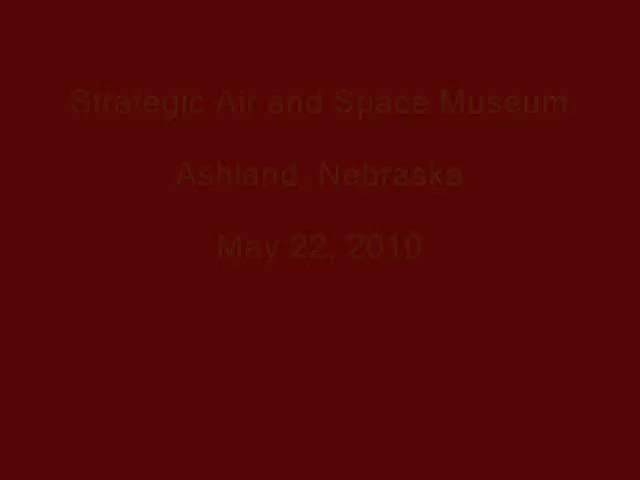 Strategic Air and Space Museum
Ashland, Nebraska
May 22, 2010